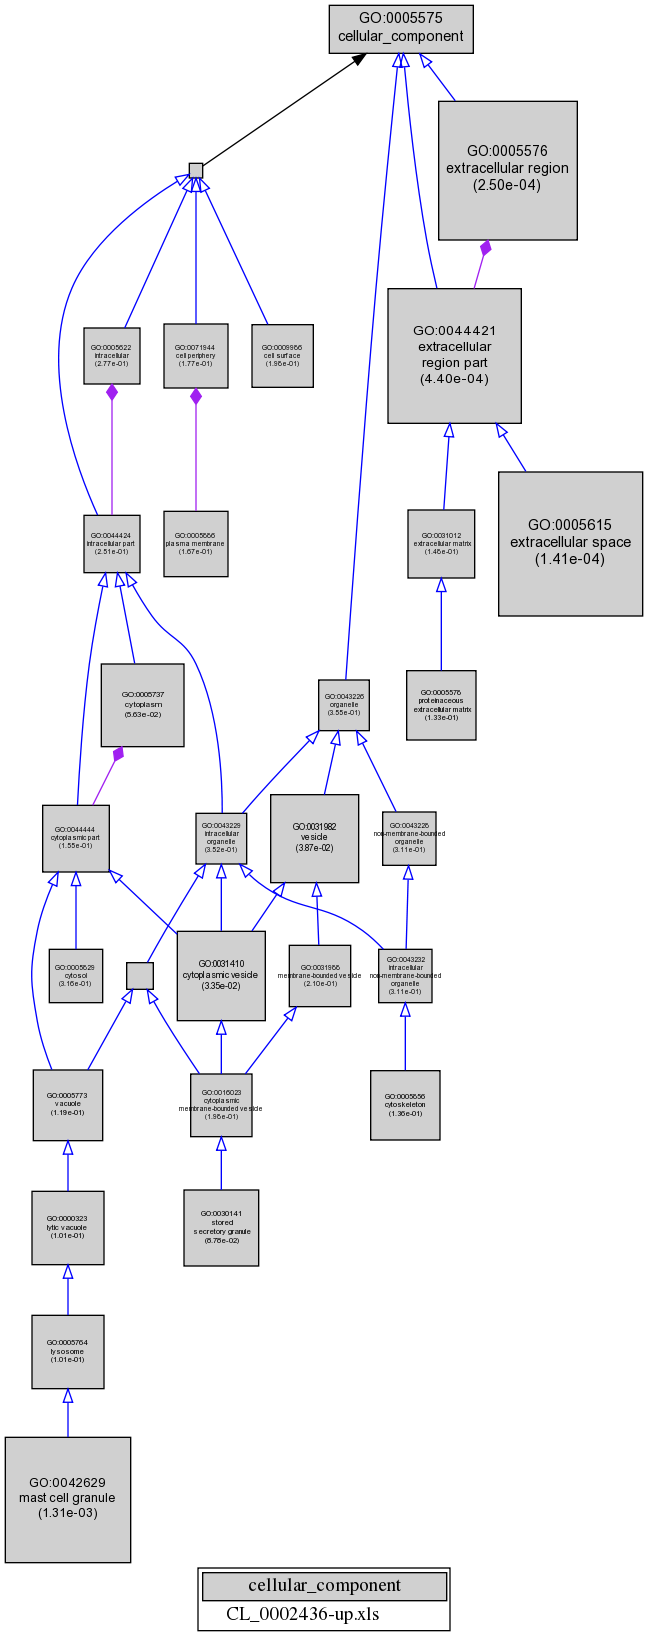 GO:0005575
cellular_component
GO:0005576
extracellular region
(2.50e-04)
GO:0044421
extracellular
region part
(4.40e-04)
GO:0005622
intracellular
(2.77e-01)
GO:0071944
cell periphery
(1.77e-01)
GO:0009986
cell surface
(1.96e-01)
GO:0005615
extracellular space
(1.41e-04)
GO:0031012
extracellular matrix
(1.46e-01)
GO:0044424
intracellular part
(2.51e-01)
GO:0005886
plasma membrane
(1.67e-01)
GO:0005737
cytoplasm
(5.63e-02)
GO:0043226
organelle
(3.55e-01)
GO:0005578
proteinaceous
extracellular matrix
(1.33e-01)
GO:0044444
cytoplasmic part
(1.55e-01)
GO:0043229
intracellular
organelle
(3.52e-01)
GO:0031982
vesicle
(3.87e-02)
GO:0043228
non-membrane-bounded
organelle
(3.11e-01)
GO:0005829
cytosol
(3.16e-01)
GO:0031410
cytoplasmic vesicle
(3.35e-02)
GO:0031988
membrane-bounded vesicle
(2.10e-01)
GO:0043232
intracellular
non-membrane-bounded
organelle
(3.11e-01)
GO:0005773
vacuole
(1.19e-01)
GO:0016023
cytoplasmic
membrane-bounded vesicle
(1.96e-01)
GO:0005856
cytoskeleton
(1.36e-01)
GO:0000323
lytic vacuole
(1.01e-01)
GO:0030141
stored
secretory granule
(8.78e-02)
GO:0005764
lysosome
(1.01e-01)
GO:0042629
mast cell granule
(1.31e-03)
cellular_component
CL_0002436-up.xls